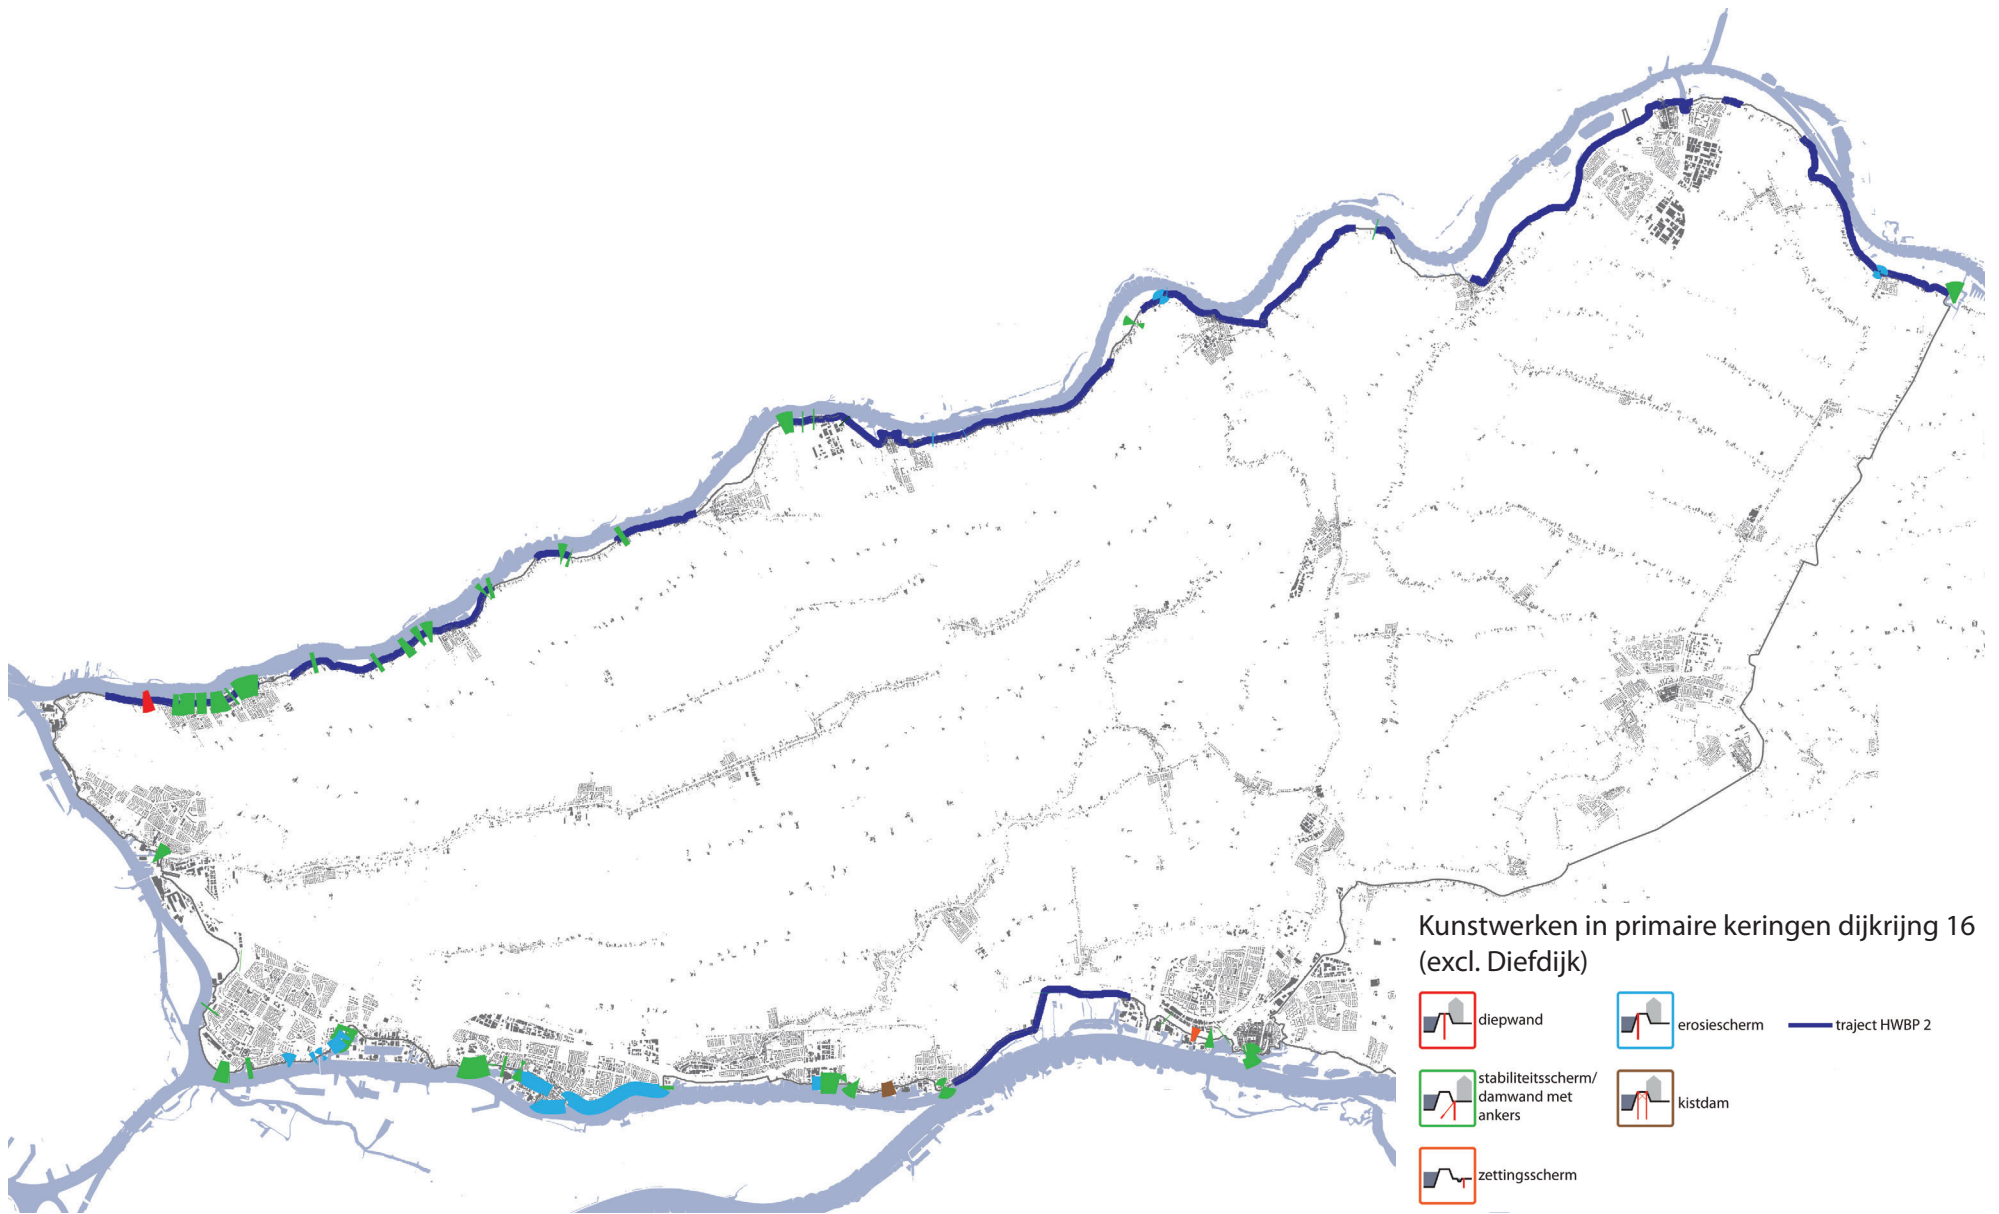 Kunstwerken in primaire keringen dijkrijng 16
(excl. Diefdijk)
diepwand
erosiescherm
traject HWBP 2
stabiliteitsscherm/
damwand met
ankers
kistdam
zettingsscherm